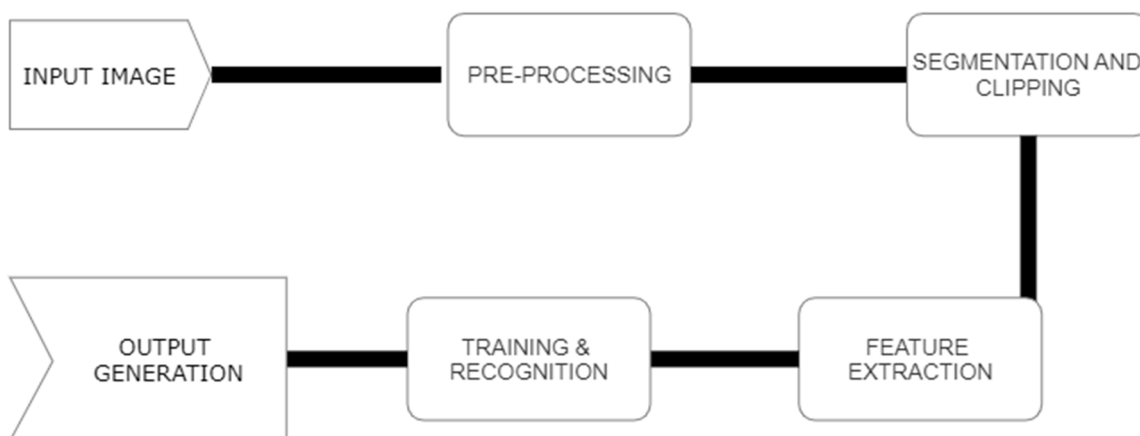 INPUT IMAGE
PRE-PROCESSING
SEGMENTATION AND
CLIPPING
FEATURE
EXTRACTION
TRAINING &
RECOGNITION
OUTPUT
GENERATION